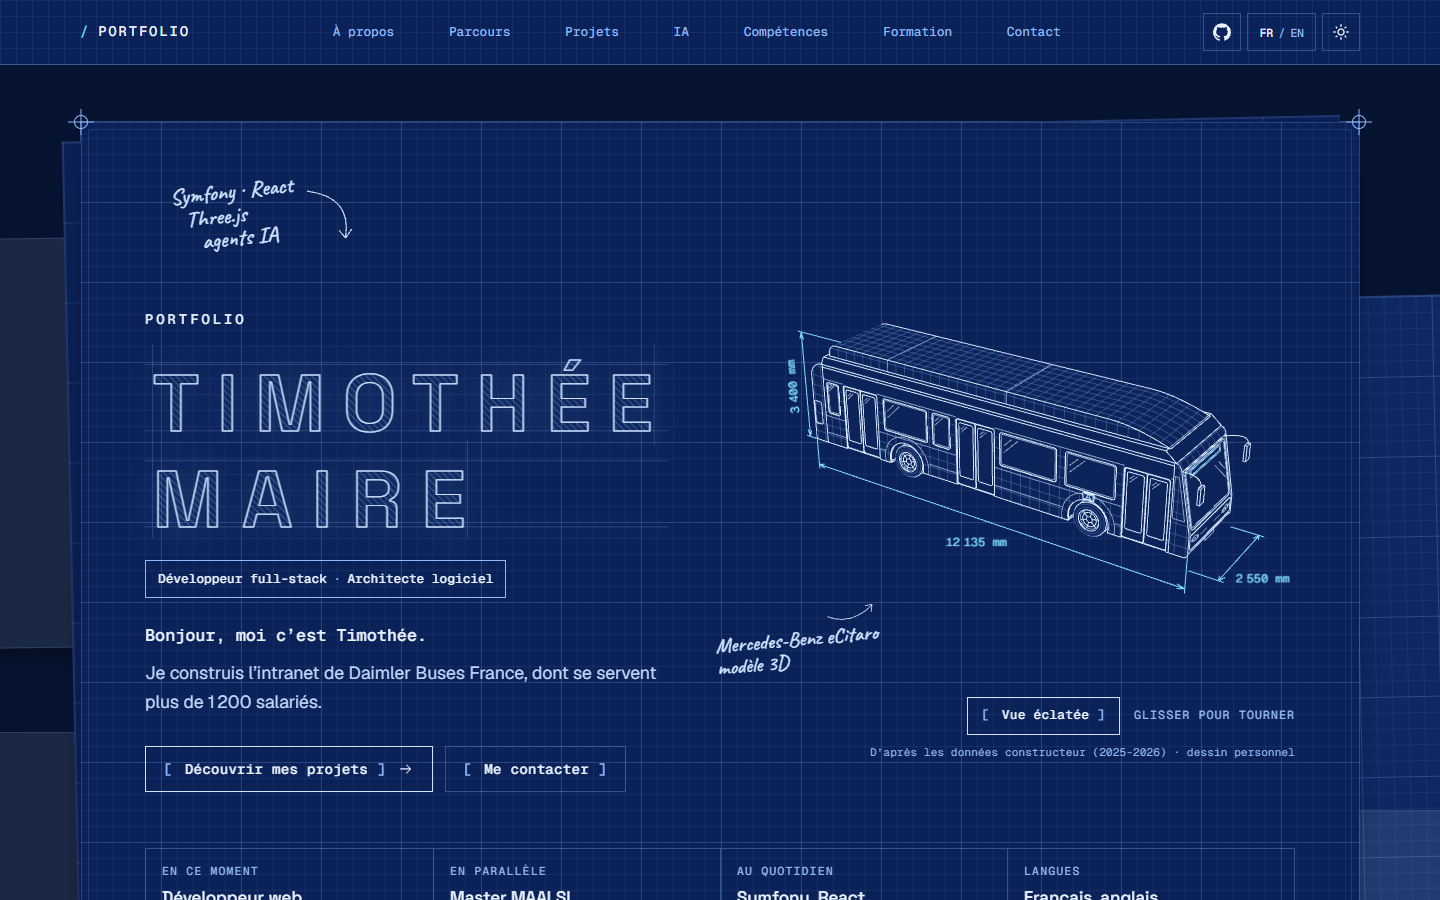 / PORTFOLIO
À propos
Parcours
Projets
IA
Compétences
Formation
Contact
FR / EN
Symfony · React
Three.js
agents IA
PORTFOLIO
TIMOTHÉE
MAIRE
Développeur full-stack · Architecte logiciel
Bonjour, moi c’est Timothée.
Je construis l’intranet de Daimler Buses France, dont se servent
plus de 1200 salariés.
[ Découvrir mes projets ] →
[ Me contacter ]
3 400 mm
12 135 mm
2 550 mm
Mercedes-Benz eCitaro
modèle 3D
[ Vue éclatée ]
GLISSER POUR TOURNER
D'après les données constructeur (2025-2026) · dessin personnel
EN CE MOMENT
Développeur web
EN PARALLÈLE
Master MAALSI
AU QUOTIDIEN
Symfony, React
LANGUES
Français, anglais